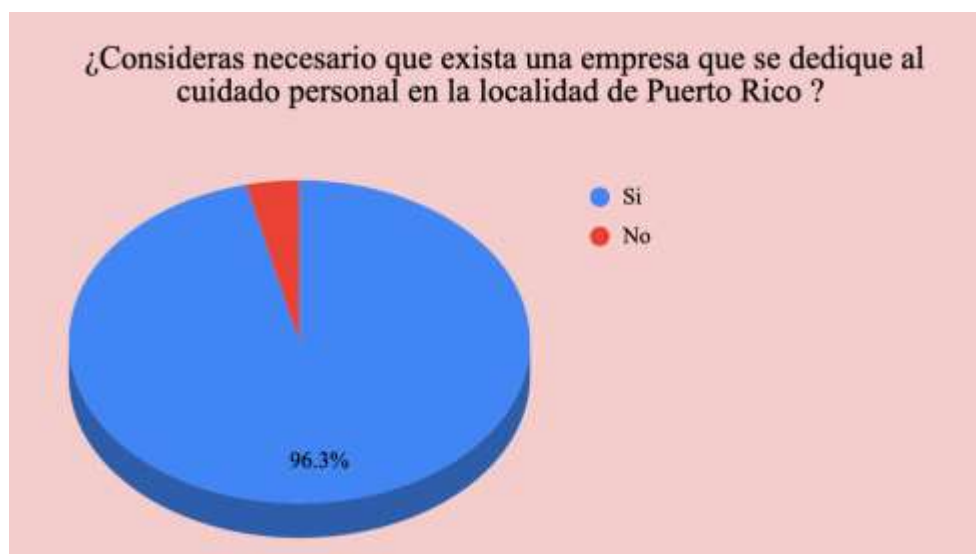 ¿Consideras necesario que exista una empresa que se dedique al
cuidado personal en la localidad de Puerto Rico ?
Si
No
96.3%